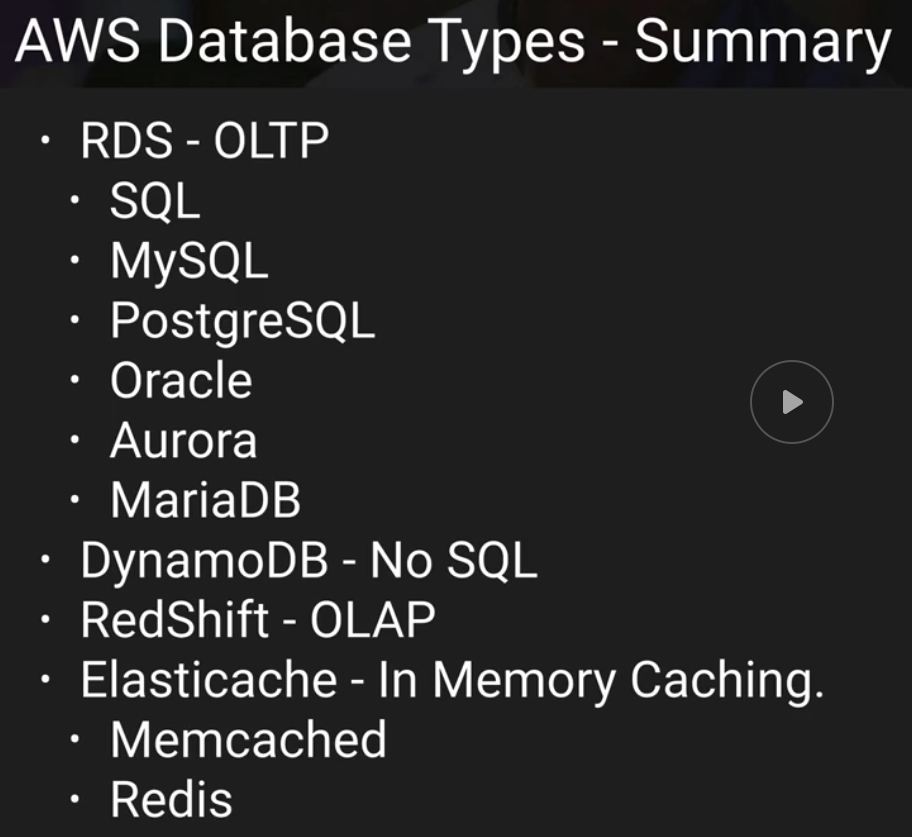 AWS Database Types - Summary
• RDS - OLTP
• SQL
• MySQL
• PostgreSQL
• Oracle
• Aurora
• MariaDB
• DynamoDB - No SQL
• RedShift - OLAP
• Elasticache - In Memory Caching.
• Memcached
• Redis